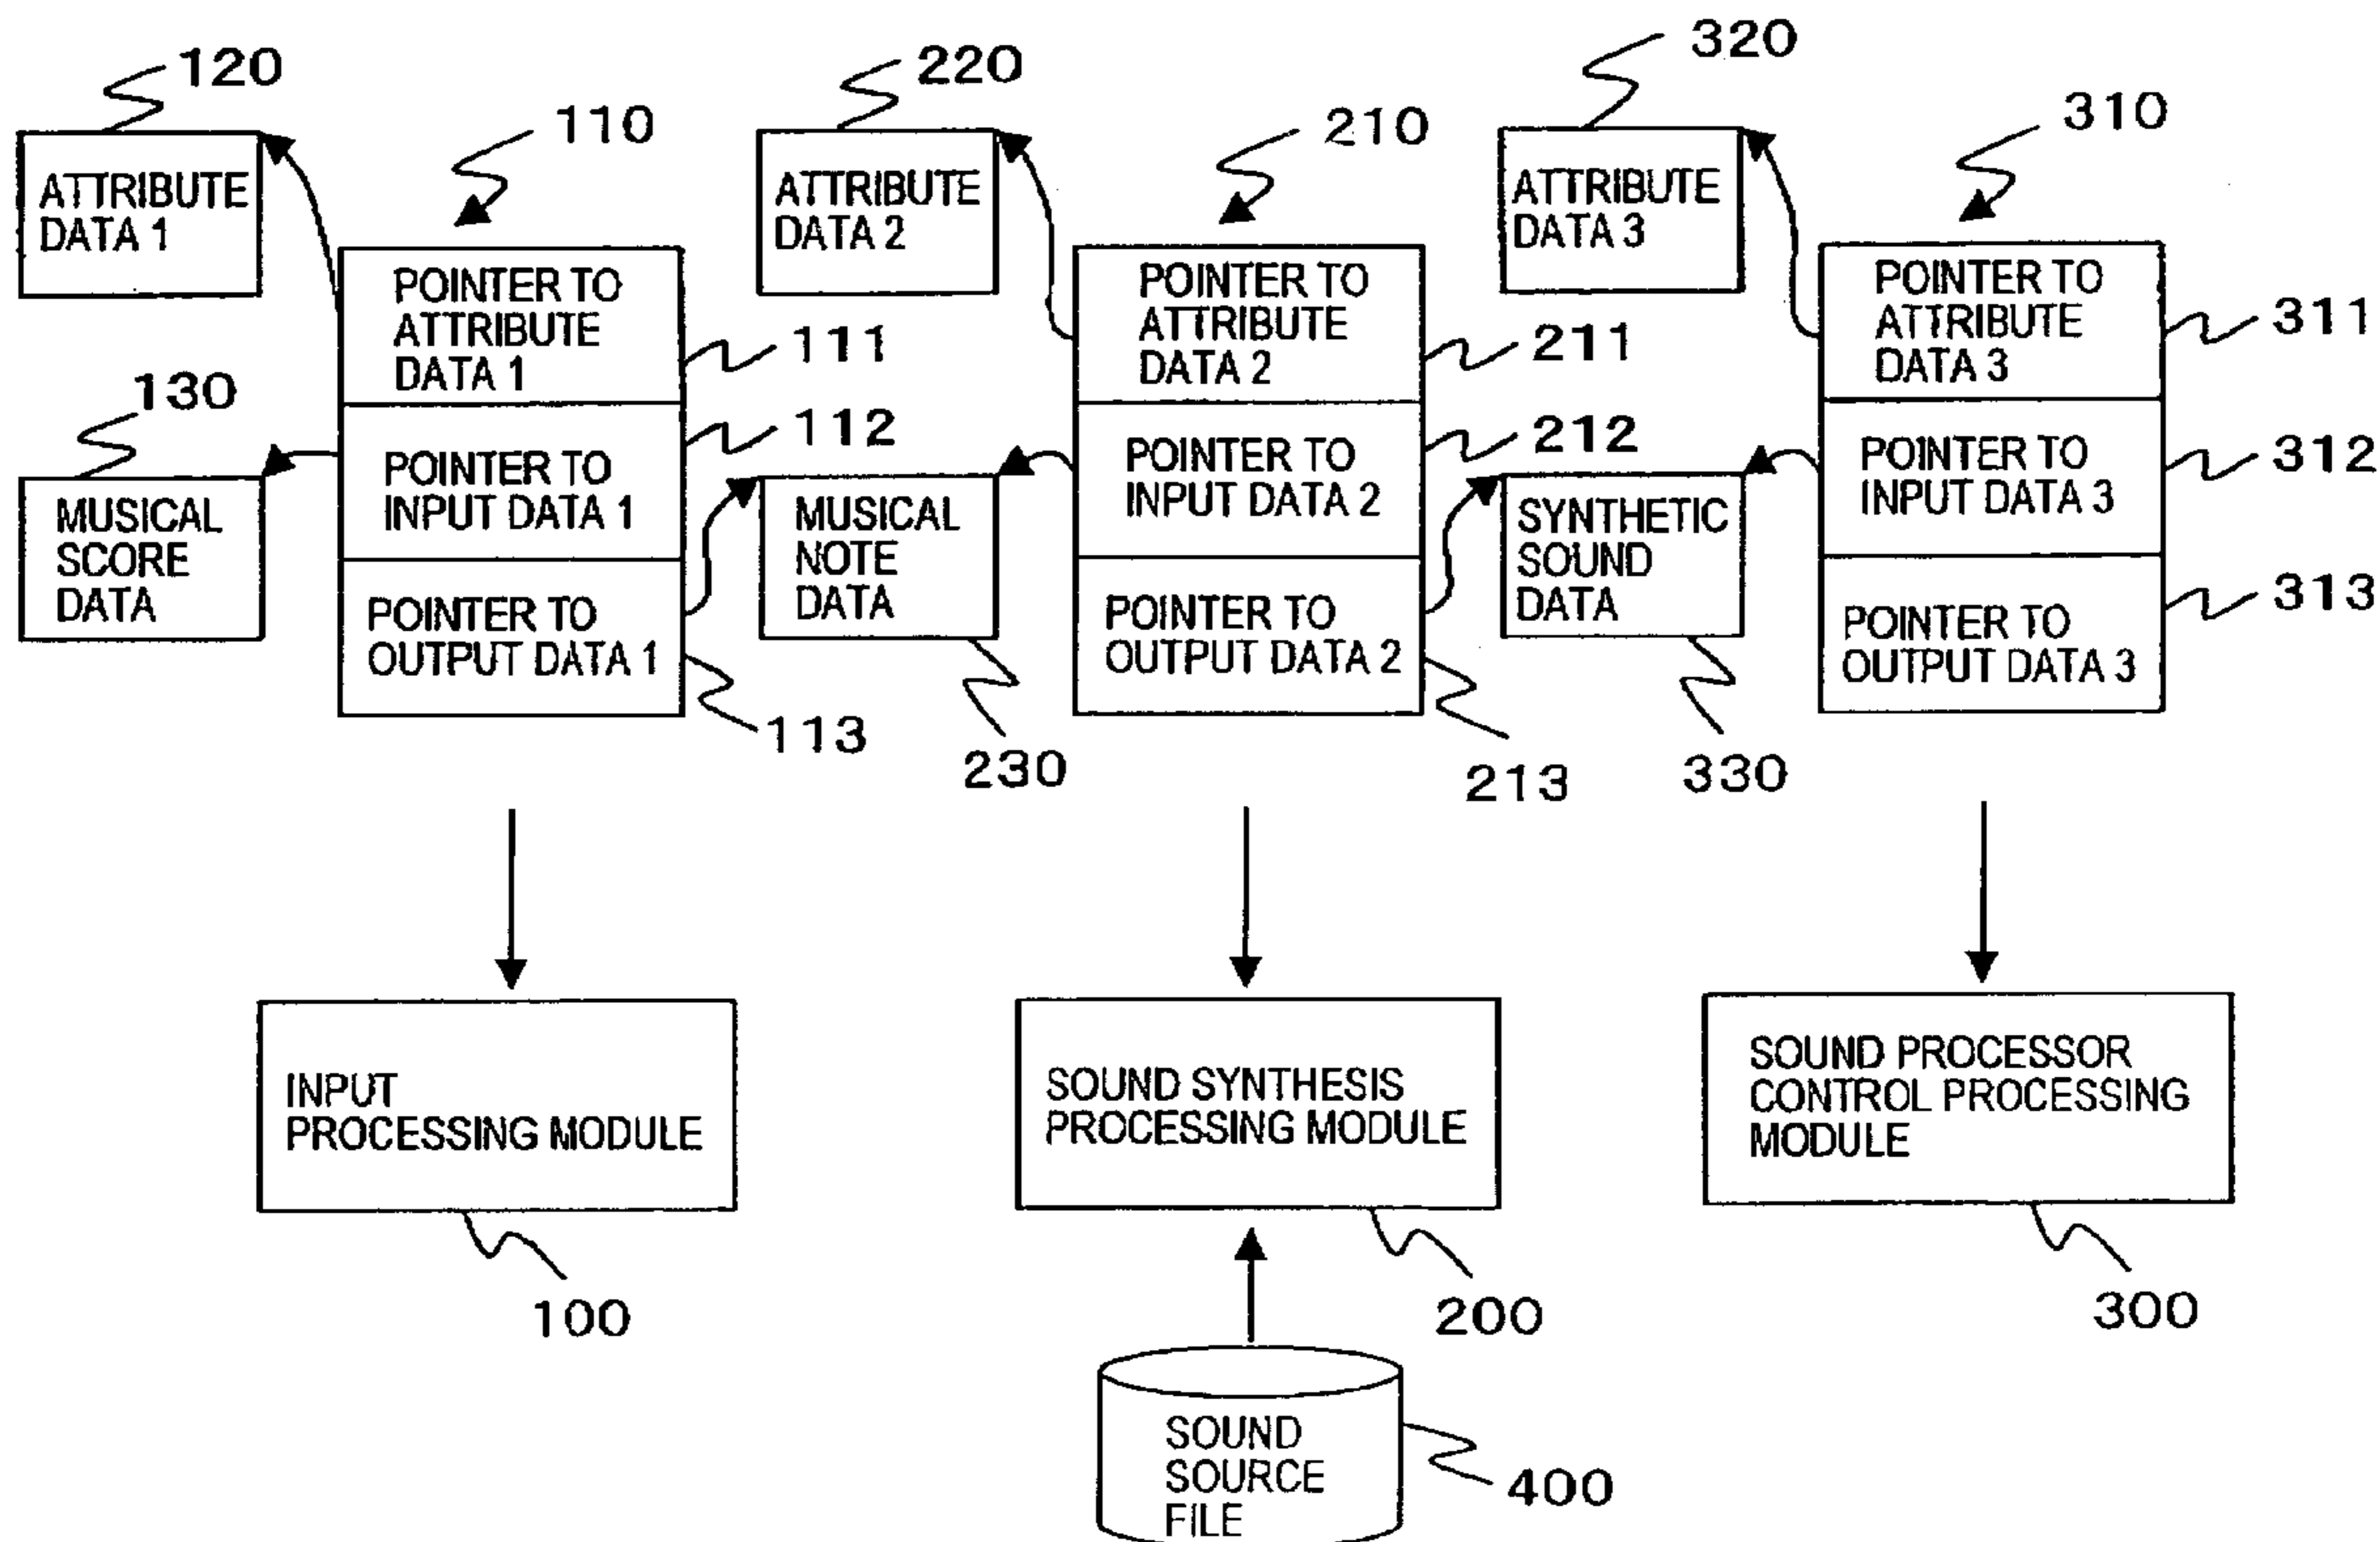 120
220
320
110
210
310
ATTRIBUTE
DATA 1
ATTRIBUTE
DATA 2
ATTRIBUTE
DATA 3
POINTER TO
ATTRIBUTE
DATA 1
POINTER TO
ATTRIBUTE
DATA 2
POINTER TO
ATTRIBUTE
DATA 3
111
211
311
130
112
212
312
MUSICAL
SCORE
DATA
POINTER TO
INPUT DATA 1
MUSICAL
NOTE
DATA
POINTER TO
INPUT DATA 2
SYNTHETIC
SOUND
DATA
POINTER TO
INPUT DATA 3
313
POINTER TO
OUTPUT DATA 1
POINTER TO
OUTPUT DATA 2
POINTER TO
OUTPUT DATA 3
113
230
213
330
INPUT
PROCESSING MODULE
SOUND SYNTHESIS
PROCESSING MODULE
SOUND PROCESSOR
CONTROL PROCESSING
MODULE
100
200
300
SOUND
SOURCE
FILE
400